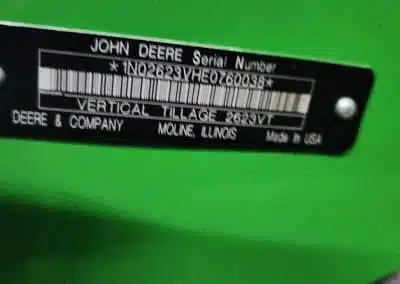 JOHN DEERE Serial Number
*1N02623VHE0760038*
VERTICAL TILLAGE 2623VT
DEERE & COMPANY MOLINE, ILLINOIS Made in USA